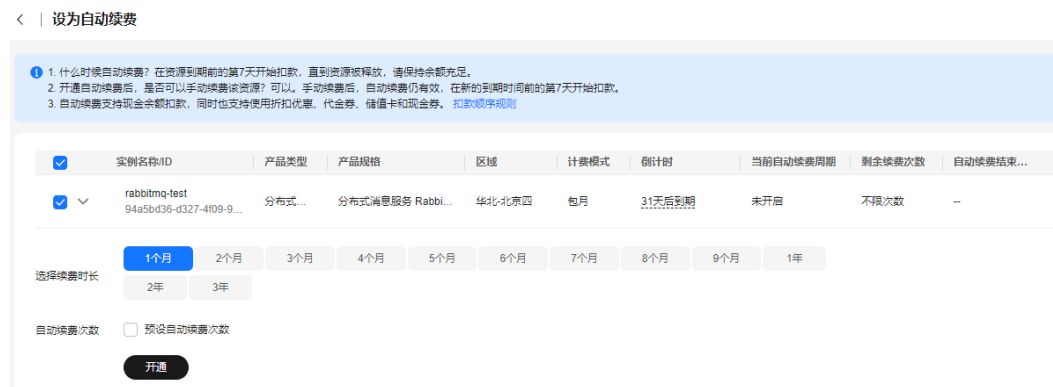 设为自动续费
1. 什么时候自动续费？在资源到期前的第7天开始扣款，直到资源被释放，请保持余额充足。
2. 开通自动续费后，是否可以手动续费该资源？可以。手动续费后，自动续费仍有效，在新的到期时间前的第7天开始扣款。
3. 自动续费支持现金余额扣款，同时也支持使用折扣优惠、代金券、储值卡和现金券。 扣款顺序规则
实例名称/ID 产品类型 产品规格 区域 计费模式 倒计时 当前自动续费周期 剩余续费次数 自动续费结束...
rabbitmq-test
94a5bd36-d327-4f09-9... 分布式... 分布式消息服务 Rabbi... 华北-北京四 包月 31天后到期 未开启 不限次数 --
选择续费时长 1个月 2个月 3个月 4个月 5个月 6个月 7个月 8个月 9个月 1年
2年 3年
自动续费次数 预设自动续费次数
开通